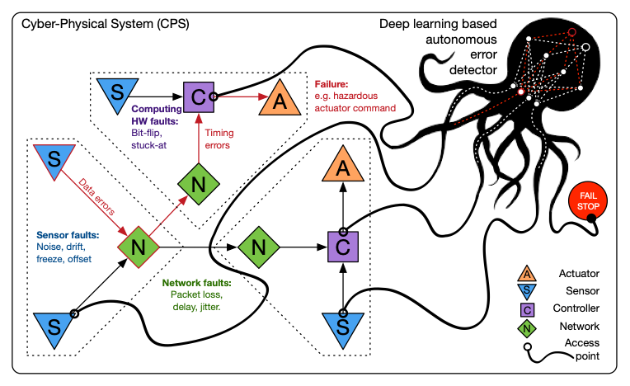 Cyber-Physical System (CPS)
Deep learning based
autonomous
error
detector
S
C
A
Failure:
e.g. hazardous
actuator command
Computing
HW faults:
Bit-flip,
stuck-at
Timing
errors
S
N
A
Data errors
FAIL
STOP
Sensor faults:
Noise, drift,
freeze, offset
N
N
C
Network faults:
Packet loss,
delay, jitter.
S
S
A Actuator
S Sensor
C Controller
N Network
Access
point